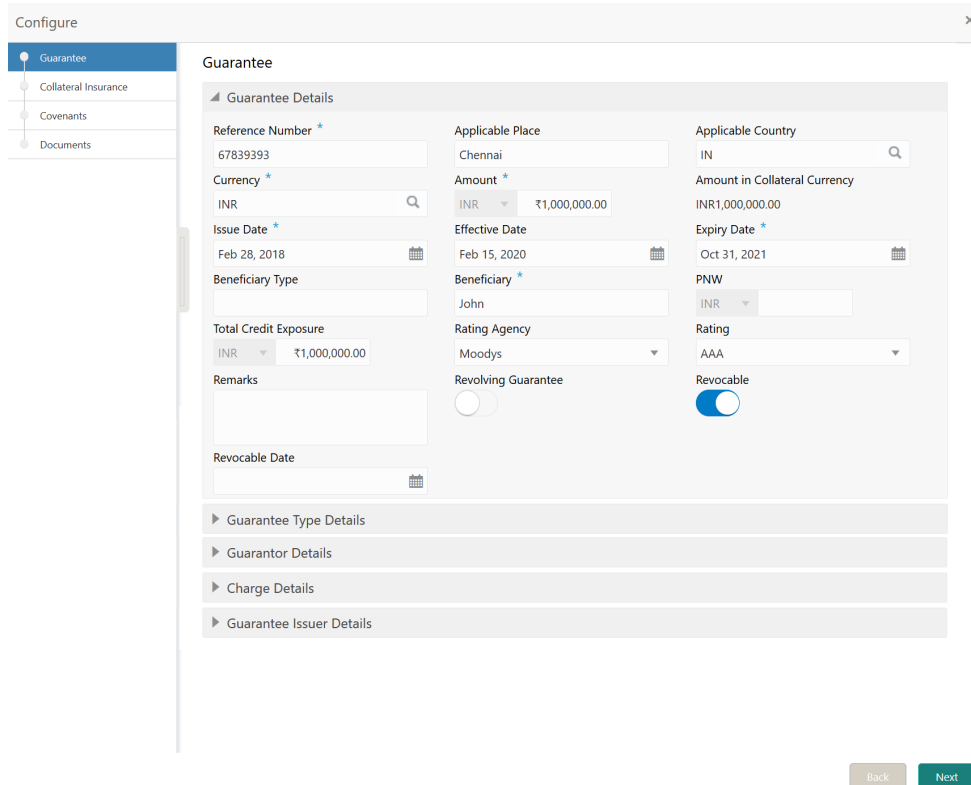 Configure
×
Guarantee
Collateral Insurance
Covenants
Documents
Guarantee
Guarantee Details
Reference Number * Applicable Place Applicable Country
67839393 Chennai IN
Currency * Amount * Amount in Collateral Currency
INR INR ₹1,000,000.00 INR1,000,000.00
Issue Date * Effective Date Expiry Date *
Feb 28, 2018 Feb 15, 2020 Oct 31, 2021
Beneficiary Type Beneficiary * PNW
John INR
Total Credit Exposure Rating Agency Rating
INR ₹1,000,000.00 Moodys AAA
Remarks Revolving Guarantee Revocable
Revocable Date
Guarantee Type Details
Guarantor Details
Charge Details
Guarantee Issuer Details
Back Next